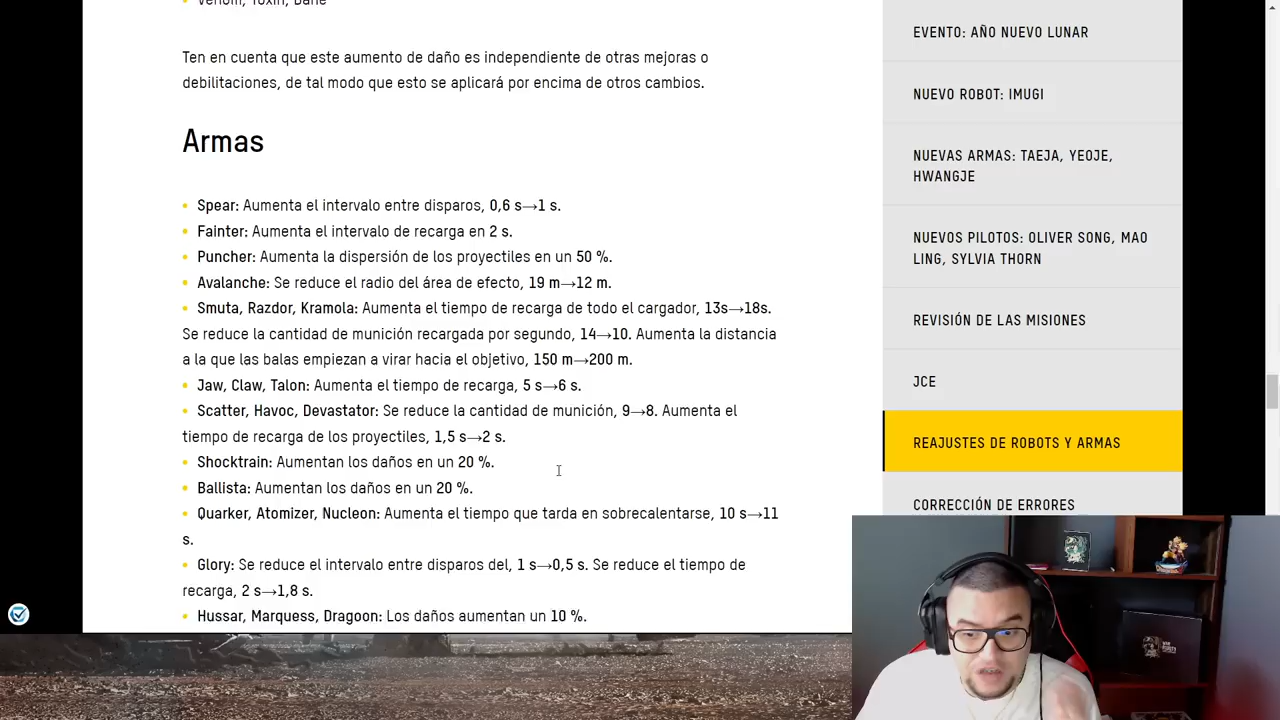 Venom, Toxin, Bane
Ten en cuenta que este aumento de daño es independiente de otras mejoras o
debilitaciones, de tal modo que esto se aplicará por encima de otros cambios.
Armas
• Spear: Aumenta el intervalo entre disparos, 0,6 s→1 s.
• Fainter: Aumenta el intervalo de recarga en 2 s.
• Puncher: Aumenta la dispersión de los proyectiles en un 50 %.
• Avalanche: Se reduce el radio del área de efecto, 19 m→12 m.
• Smuta, Razdor, Kramola: Aumenta el tiempo de recarga de todo el cargador, 13s→18s.
Se reduce la cantidad de munición recargada por segundo, 14→10. Aumenta la distancia
a la que las balas empiezan a virar hacia el objetivo, 150 m→200 m.
• Jaw, Claw, Talon: Aumenta el tiempo de recarga, 5 s→6 s.
• Scatter, Havoc, Devastator: Se reduce la cantidad de munición, 9→8. Aumenta el
tiempo de recarga de los proyectiles, 1,5 s→2 s.
• Shocktrain: Aumentan los daños en un 20 %.
• Ballista: Aumentan los daños en un 20 %.
• Quarker, Atomizer, Nucleon: Aumenta el tiempo que tarda en sobrecalentarse, 10 s→11
s.
• Glory: Se reduce el intervalo entre disparos del, 1 s→0,5 s. Se reduce el tiempo de
recarga, 2 s→1,8 s.
• Hussar, Marquess, Dragoon: Los daños aumentan un 10 %.
EVENTO: AÑO NUEVO LUNAR
NUEVO ROBOT: IMUGI
NUEVAS ARMAS: TAEJA, YEOJE,
HWANGJE
NUEVOS PILOTOS: OLIVER SONG, MAO
LING, SYLVIA THORN
REVISIÓN DE LAS MISIONES
JCE
REAJUSTES DE ROBOTS Y ARMAS
CORRECCIÓN DE ERRORES